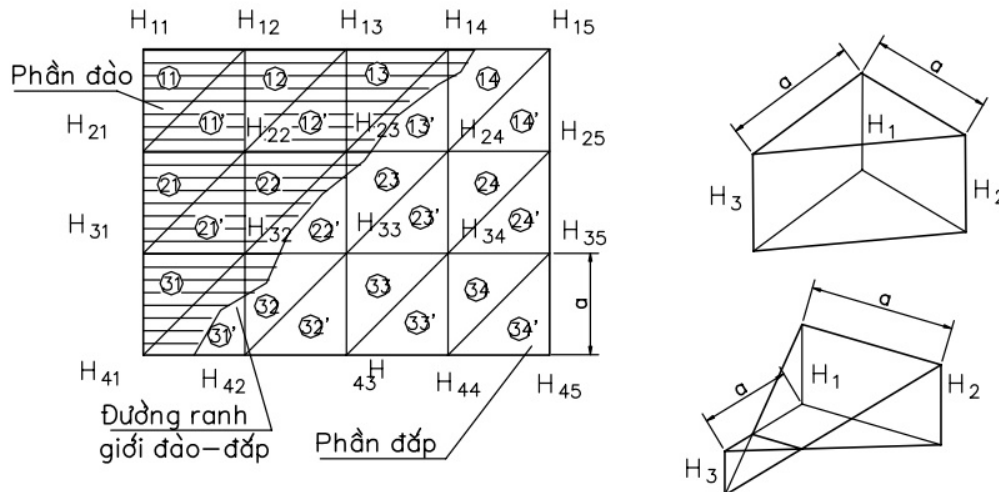 H11 H12 H13 H14 H15
Phần đào
11 12 13 14
11' 12' 13' 14'
H21 H22 H23 H24 H25
21 22 23 24
21' 22' 23' 24'
H31 H32 H33 H34 H35
31 32 33 34
31' 32' 33' 34'
a
H41 H42 43H H44 H45
Đường ranh
giới đào-đắp
Phần đắp
a a
H1
H3 H2
a
a
H1
H2
H3